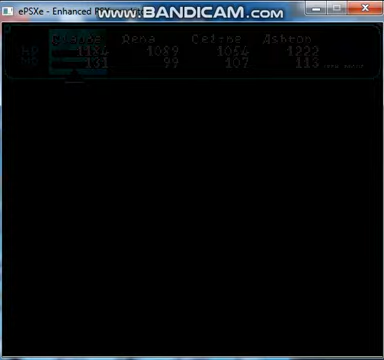 ePSXe - Enhanced
www.BANDICAM.com
Rena Celine Ashton
HP 1184 1089 1054 1222
MP 131 99 107 113